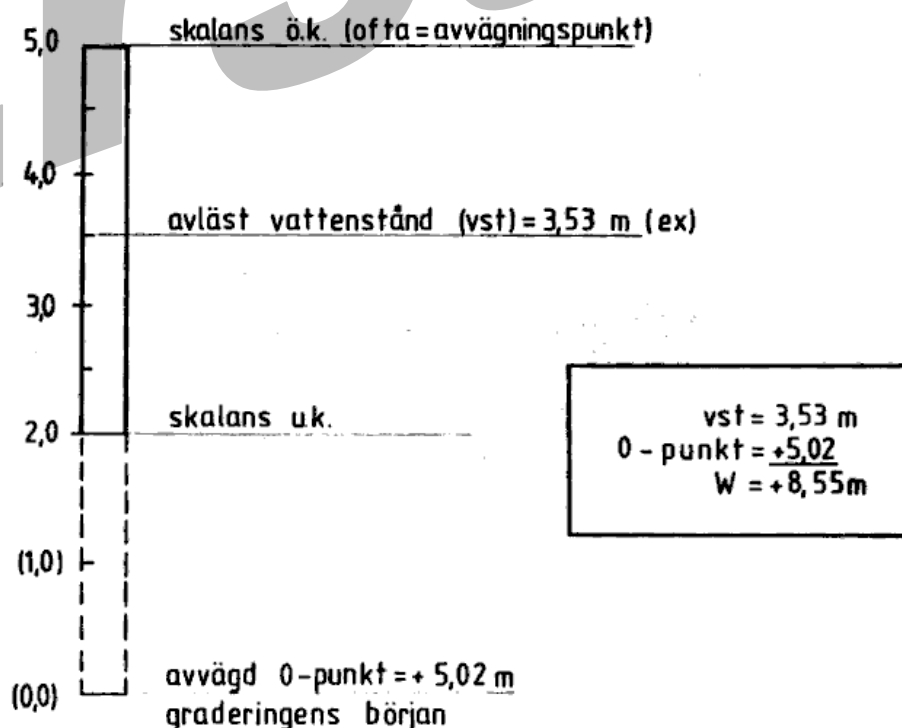 5,0
skalans ö.k. (ofta=avvägningspunkt)
4,0
avläst vattenstånd (vst)=3,53 m (ex)
3,0
skalans u.k.
2,0
vst = 3,53 m
0 - punkt = +5,02
W = +8,55m
(1,0)
avvägd 0-punkt = + 5,02 m
(0,0)
graderingens början